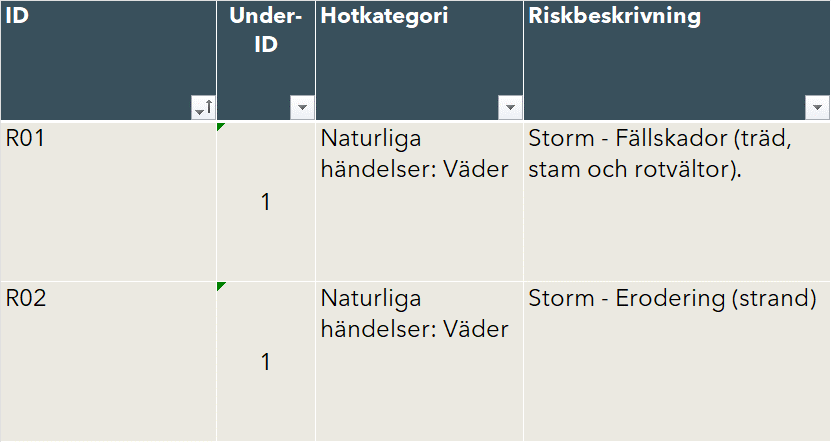 ID
Under-
ID
Hotkategori
Riskbeskrivning
R01
1
Naturliga
händelser: Väder
Storm - Fällskador (träd,
stam och rotvältor).
R02
1
Naturliga
händelser: Väder
Storm - Erodering (strand)